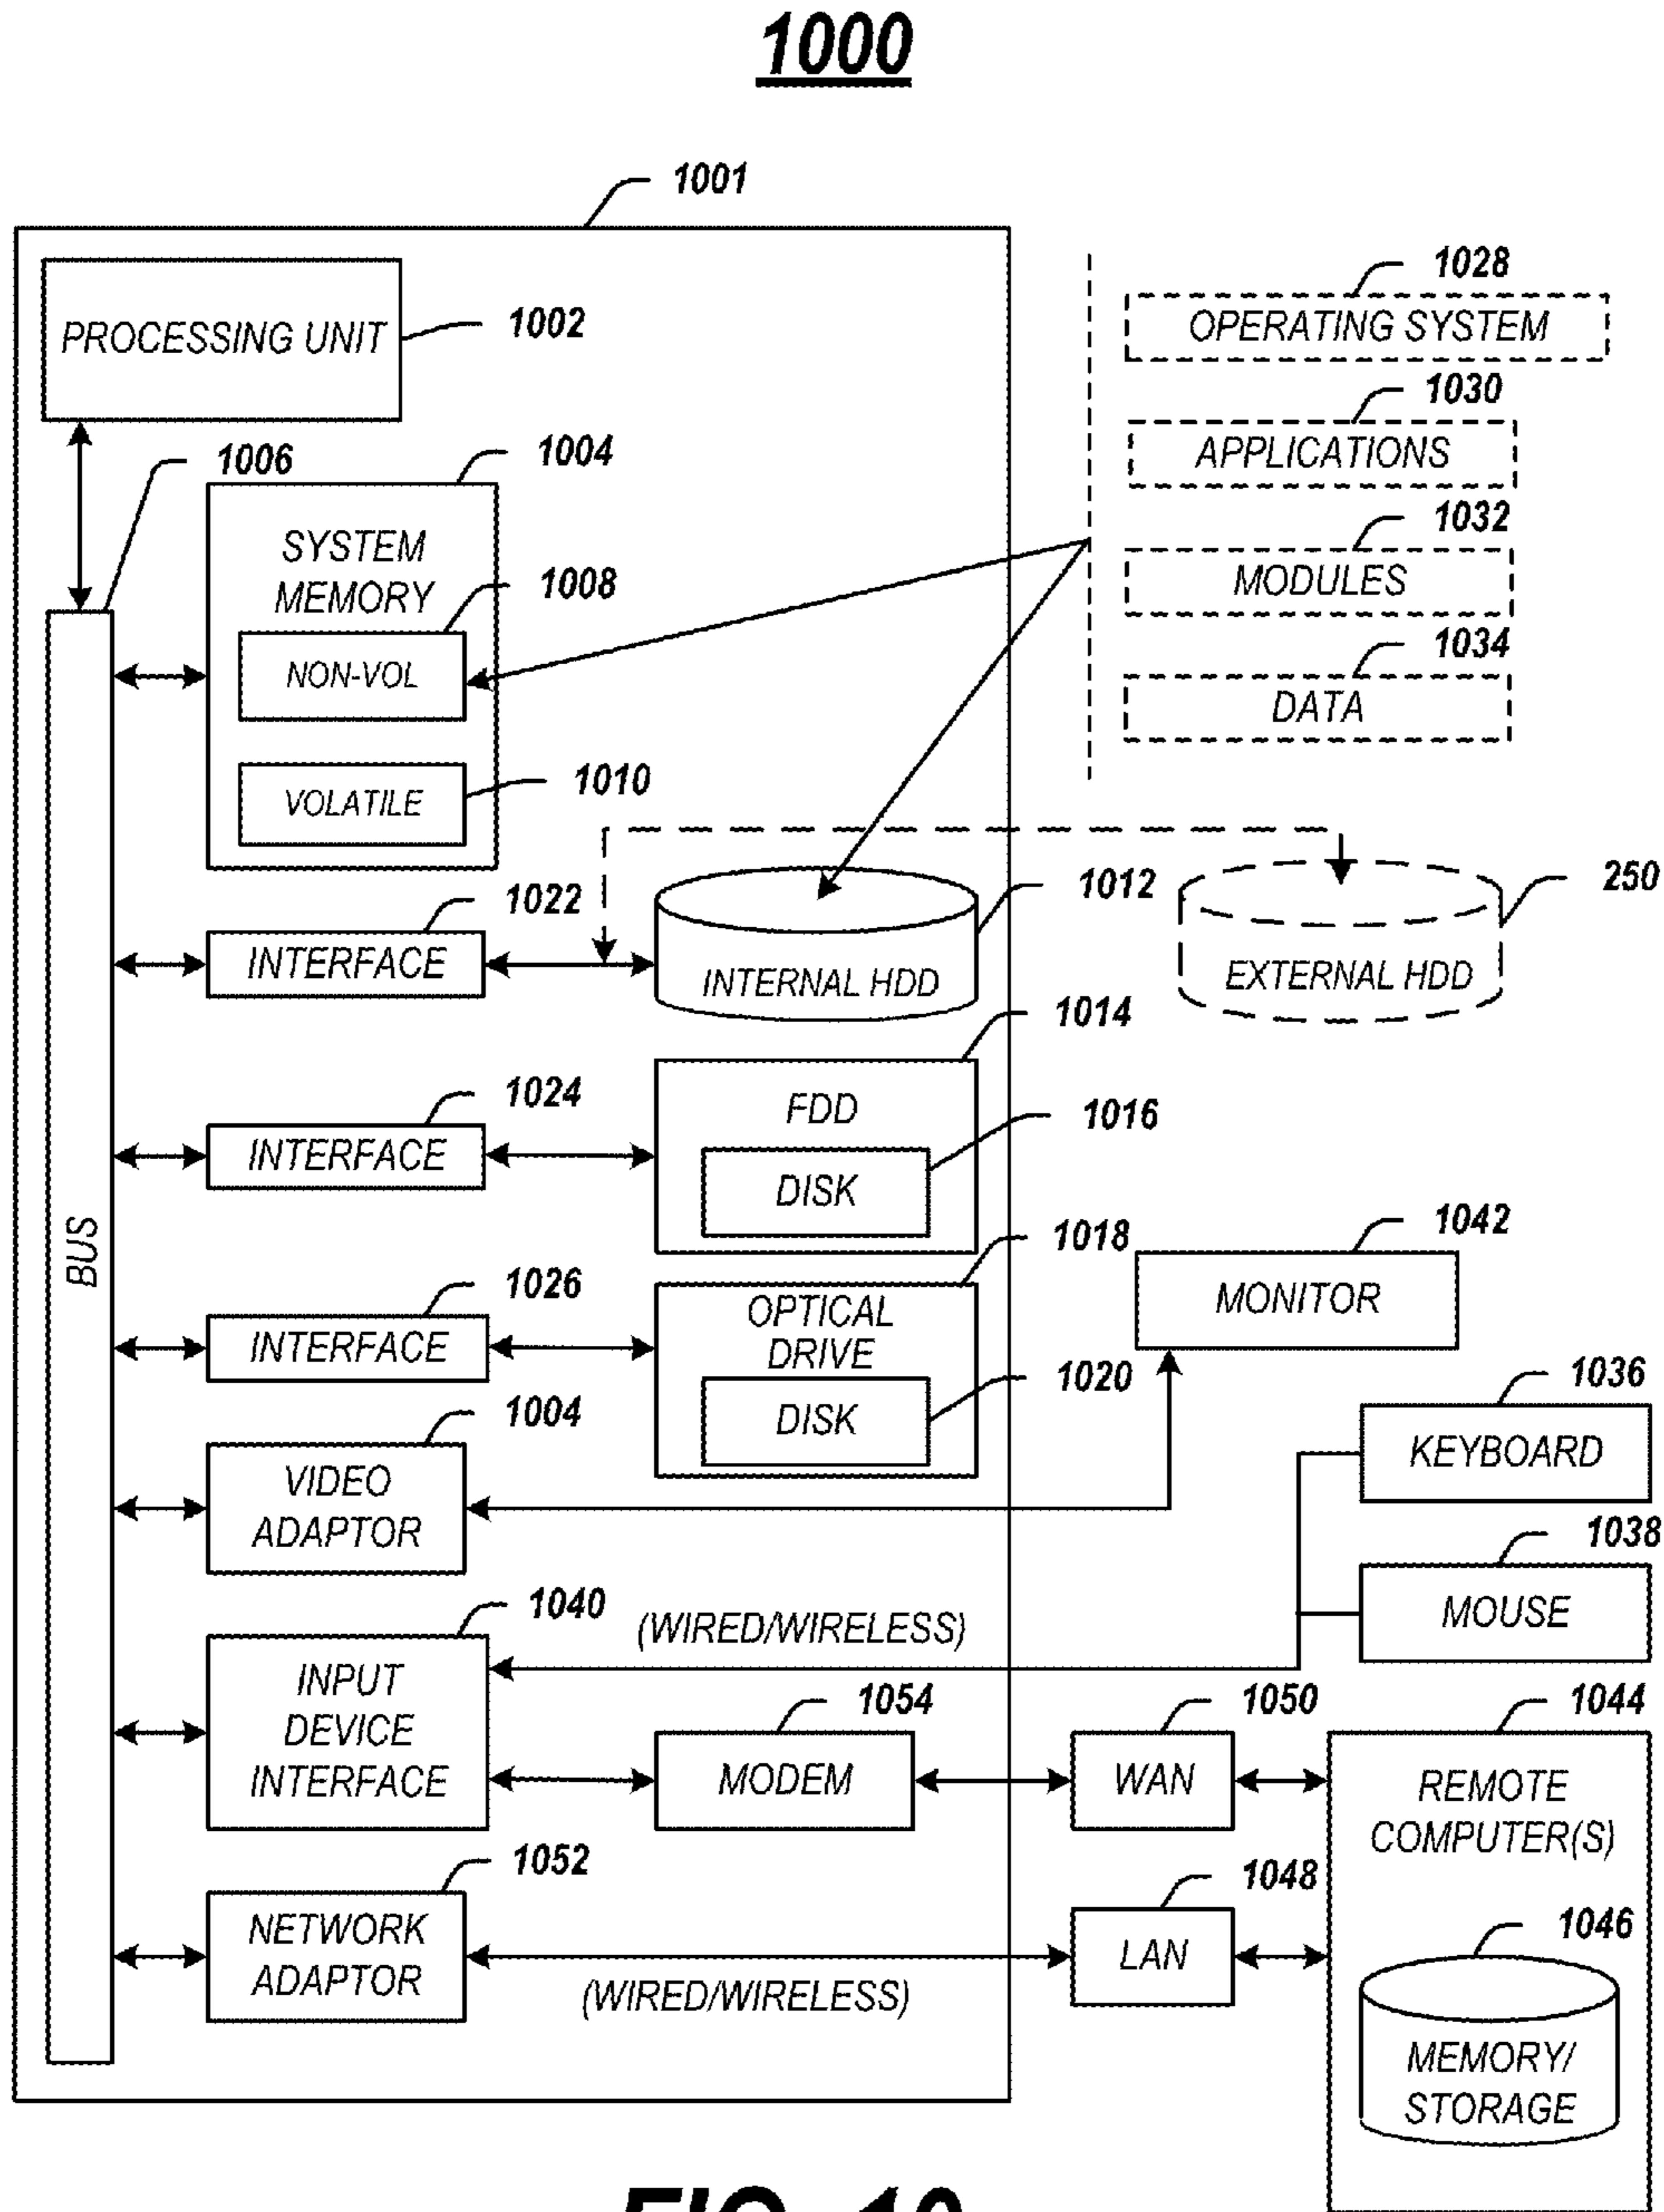 1000
1001
PROCESSING UNIT
1002
1028
OPERATING SYSTEM
1030
APPLICATIONS
1032
MODULES
1034
DATA
1006
1004
SYSTEM
MEMORY
1008
NON-VOL
1010
VOLATILE
BUS
1022
INTERFACE
1012
INTERNAL HDD
250
EXTERNAL HDD
1024
INTERFACE
1014
FDD
1016
DISK
1026
INTERFACE
1018
OPTICAL
DRIVE
1020
DISK
1042
MONITOR
1004
VIDEO
ADAPTOR
1036
KEYBOARD
1038
MOUSE
1040
INPUT
DEVICE
INTERFACE
(WIRED/WIRELESS)
1054
MODEM
1050
WAN
1044
REMOTE
COMPUTER(S)
1052
NETWORK
ADAPTOR
(WIRED/WIRELESS)
1048
LAN
1046
MEMORY/
STORAGE
FIG. 10